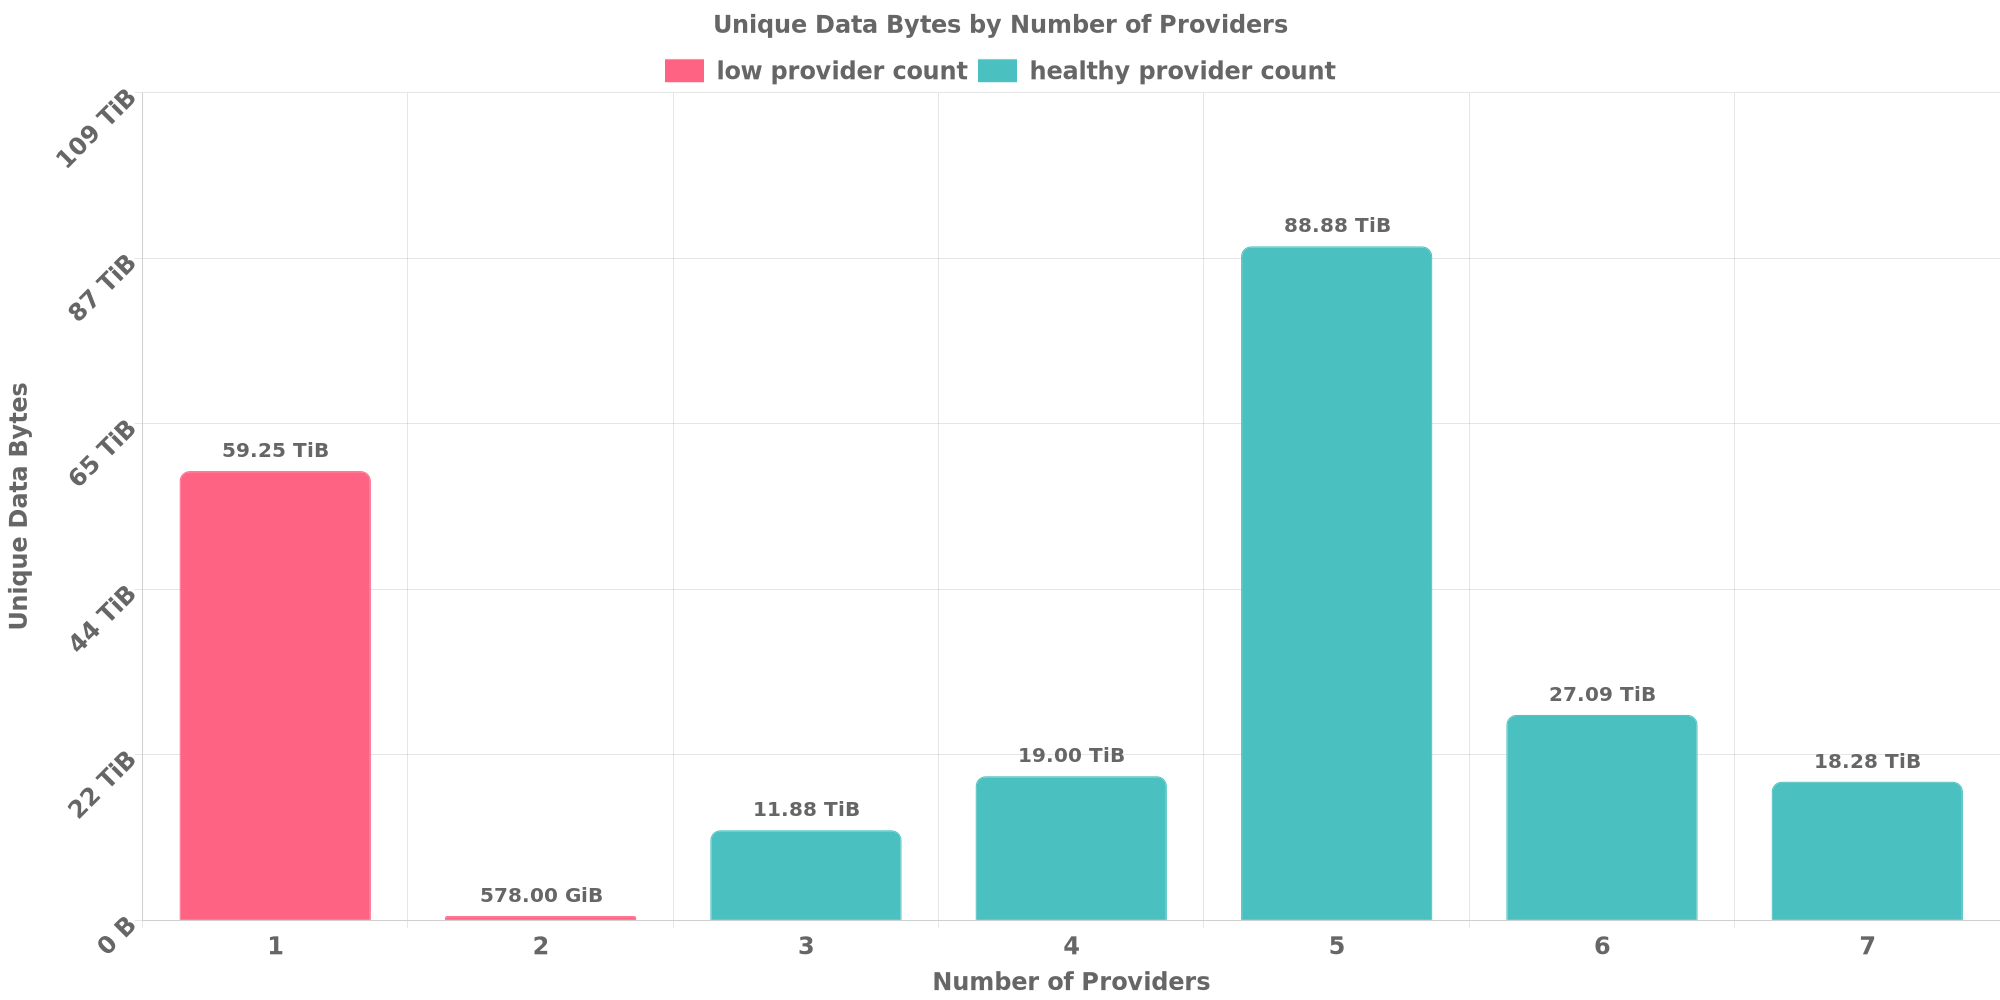 Unique Data Bytes by Number of Providers
low provider count healthy provider count
109 TiB
87 TiB
65 TiB
44 TiB
22 TiB
0 B
Unique Data Bytes
59.25 TiB
578.00 GiB
11.88 TiB
19.00 TiB
88.88 TiB
27.09 TiB
18.28 TiB
1 2 3 4 5 6 7
Number of Providers